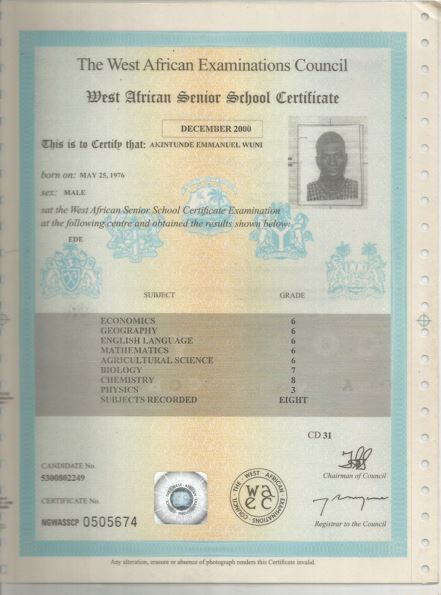 The West African Examinations Council
West African Senior School Certificate
DECEMBER 2000
This is to Certify that: AKINTUNDE EMMANUEL WUNI
born on: MAY 25, 1976
sex: MALE
sat the West African Senior School Certificate Examination
at the following centre and obtained the results shown below:
EDE
SUBJECT GRADE
ECONOMICS 6
GEOGRAPHY 6
ENGLISH LANGUAGE 6
MATHEMATICS 6
AGRICULTURAL SCIENCE 6
BIOLOGY 7
CHEMISTRY 8
PHYSICS 3
SUBJECTS RECORDED EIGHT
CD 31
CANDIDATE No.
5300802249
Chairman of Council
CERTIFICATE No.
NGWASSCP 0505674
THE WEST AFRICAN EXAMINATIONS COUNCIL
waec
Registrar to the Council
Any alteration, erasure or absence of photograph renders this Certificate invalid.